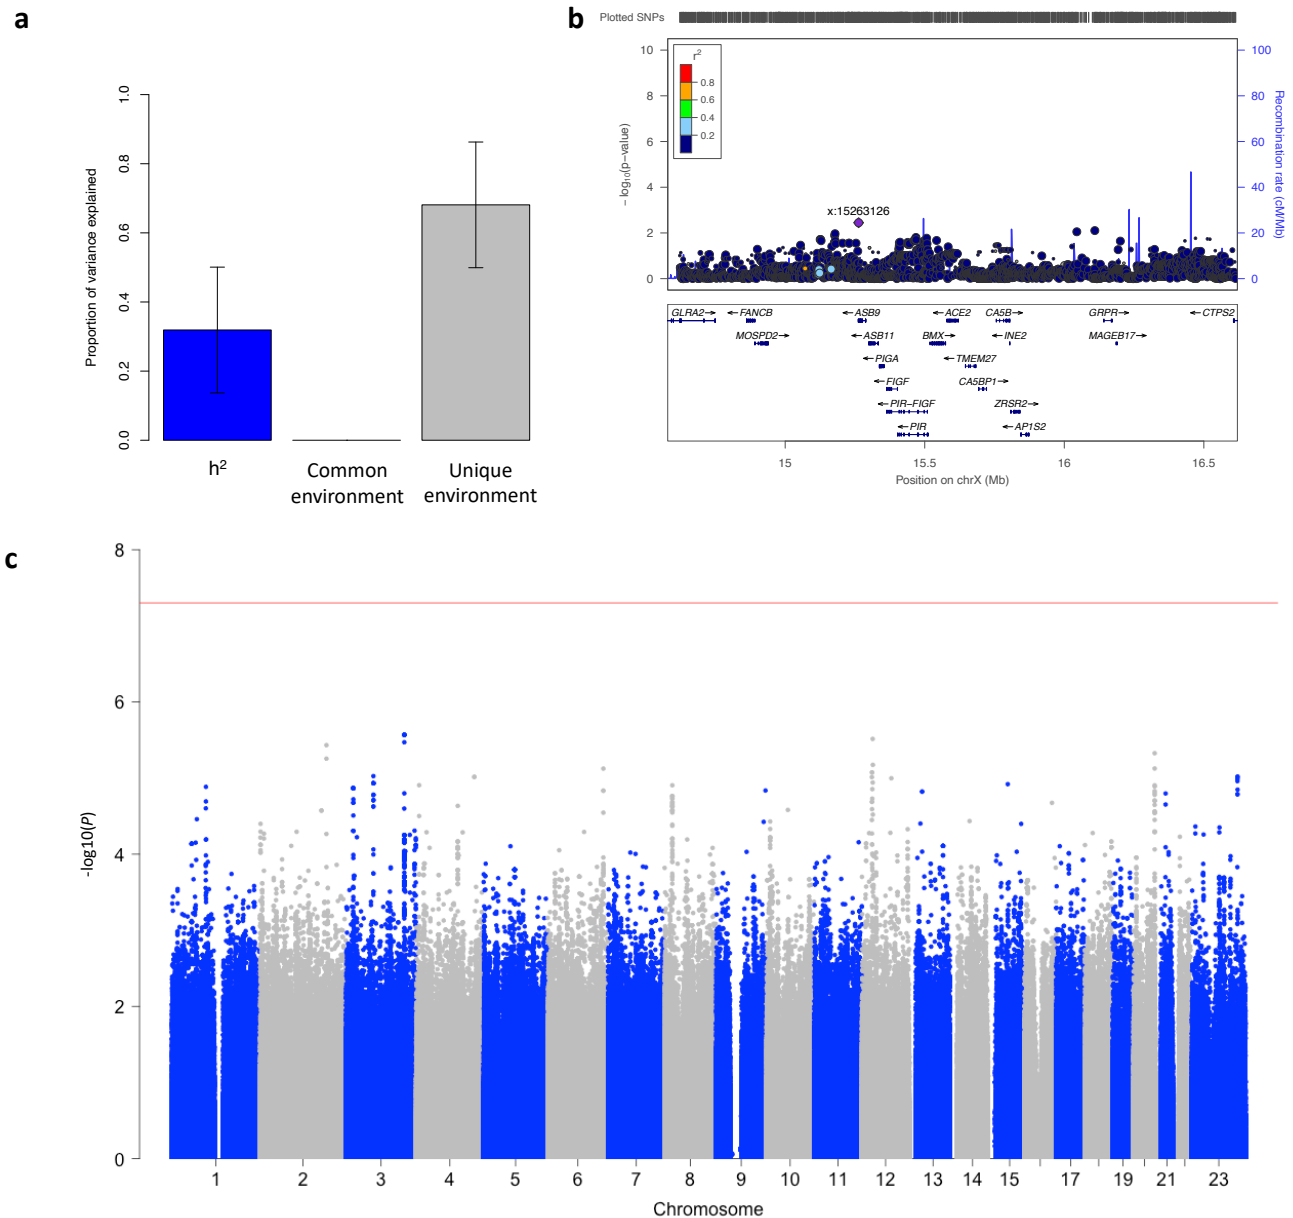 a
Proportion of variance explained
0.0
0.2
0.4
0.6
0.8
1.0
h²
Common environment
Unique environment
b
Plotted SNPs
r²
0.8
0.6
0.4
0.2
− log₁₀(p−value)
10
8
6
4
2
0
Recombination rate (cM/Mb)
100
80
60
40
20
0
x:15263126
GLRA2→ ←FANCB ←ASB9 ←ACE2 CA5B→ GRPR→ ←CTPS2
MOSPD2→ ←ASB11 BMX→ ←INE2 MAGEB17→
←PIGA ←TMEM27
←FIGF CA5BP1→
←PIR−FIGF ZRSR2→
←PIR ←AP1S2
15 15.5 16 16.5
Position on chrX (Mb)
c
-log10(P)
8
6
4
2
0
1 2 3 4 5 6 7 8 9 10 11 12 13 14 15 17 19 21 23
Chromosome